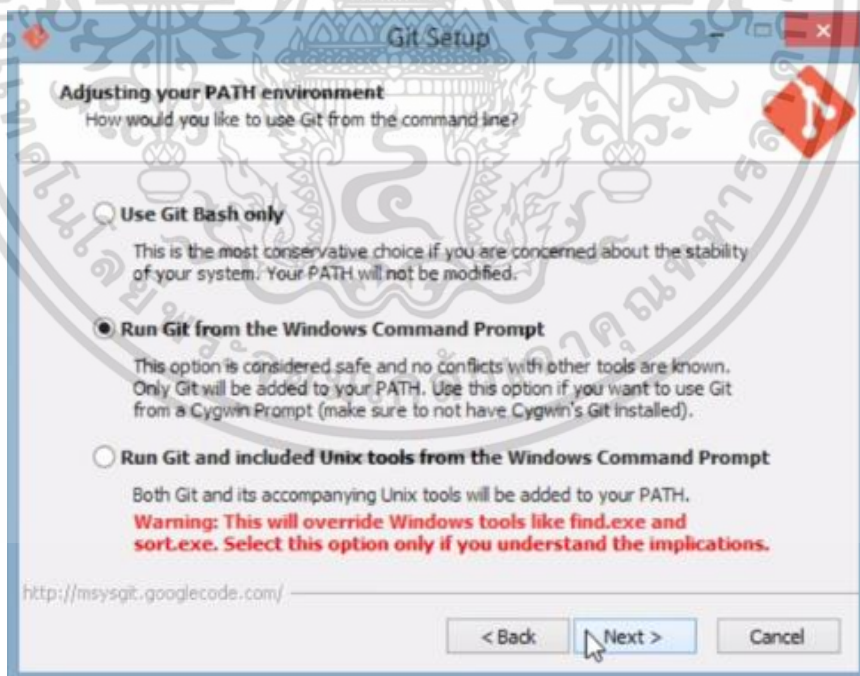 Git Setup
Adjusting your PATH environment
How would you like to use Git from the command line?
Use Git Bash only
This is the most conservative choice if you are concerned about the stability
of your system. Your PATH will not be modified.
Run Git from the Windows Command Prompt
This option is considered safe and no conflicts with other tools are known.
Only Git will be added to your PATH. Use this option if you want to use Git
from a Cygwin Prompt (make sure to not have Cygwin's Git installed).
Run Git and included Unix tools from the Windows Command Prompt
Both Git and its accompanying Unix tools will be added to your PATH.
Warning: This will override Windows tools like find.exe and
sort.exe. Select this option only if you understand the implications.
http://msysgit.googlecode.com/
< Back
Next >
Cancel